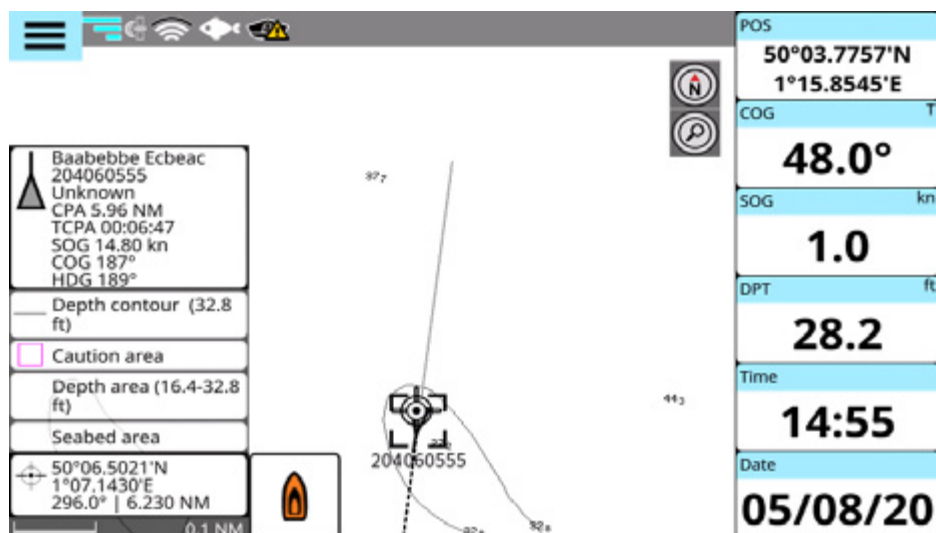 N
Baabebbe Ecbeac
204060555
Unknown
CPA 5.96 NM
TCPA 00:06:47
SOG 14.80 kn
COG 187°
HDG 189°
Depth contour (32.8
ft)
Caution area
Depth area (16.4-32.8
ft)
Seabed area
50°06.5021'N
1°07.1430'E
296.0° | 6.230 NM
0.1 NM
204060555
44₃
32₈
POS
50°03.7757'N
1°15.8545'E
COG T
48.0°
SOG kn
1.0
DPT ft
28.2
Time
14:55
Date
05/08/20